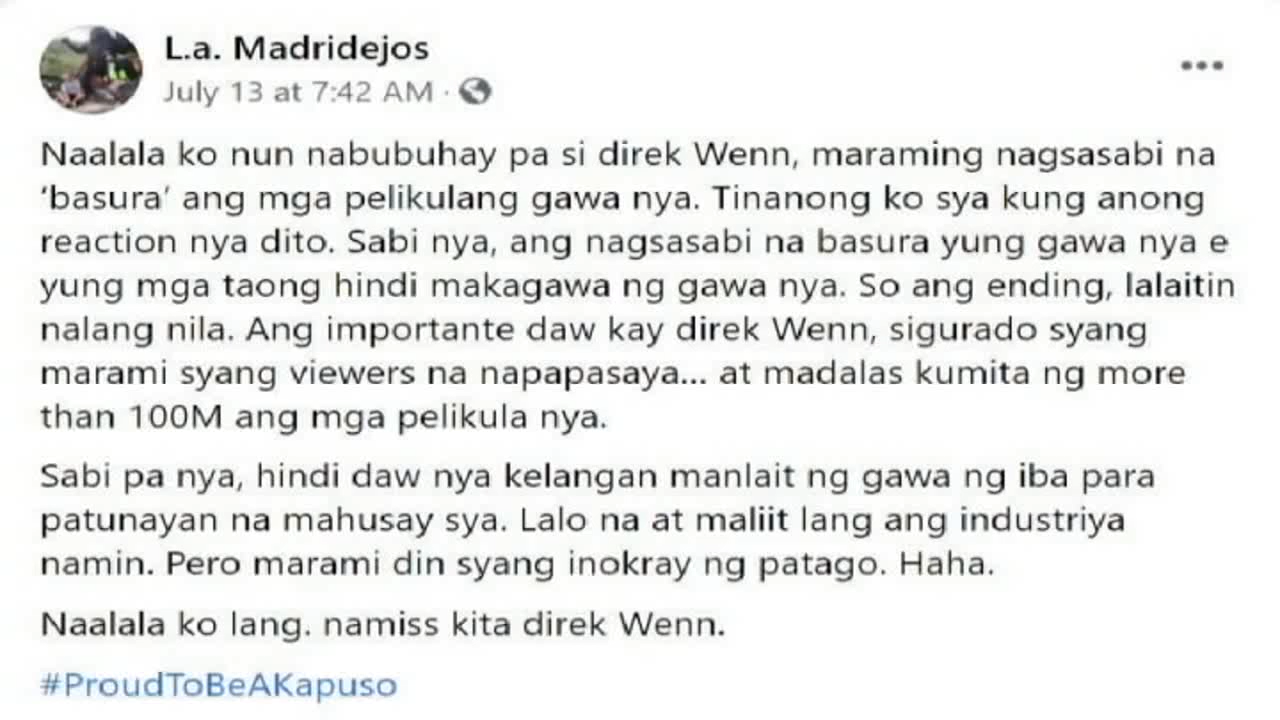 L.a. Madridejos
July 13 at 7:42 AM ·
Naalala ko nun nabubuhay pa si direk Wenn, maraming nagsasabi na
‘basura’ ang mga pelikulang gawa nya. Tinanong ko sya kung anong
reaction nya dito. Sabi nya, ang nagsasabi na basura yung gawa nya e
yung mga taong hindi makagawa ng gawa nya. So ang ending, lalaitin
nalang nila. Ang importante daw kay direk Wenn, sigurado syang
marami syang viewers na napapasaya... at madalas kumita ng more
than 100M ang mga pelikula nya.
Sabi pa nya, hindi daw nya kelangan manlait ng gawa ng iba para
patunayan na mahusay sya. Lalo na at maliit lang ang industriya
namin. Pero marami din syang inokray ng patago. Haha.
Naalala ko lang. namiss kita direk Wenn.
#ProudToBeAKapuso